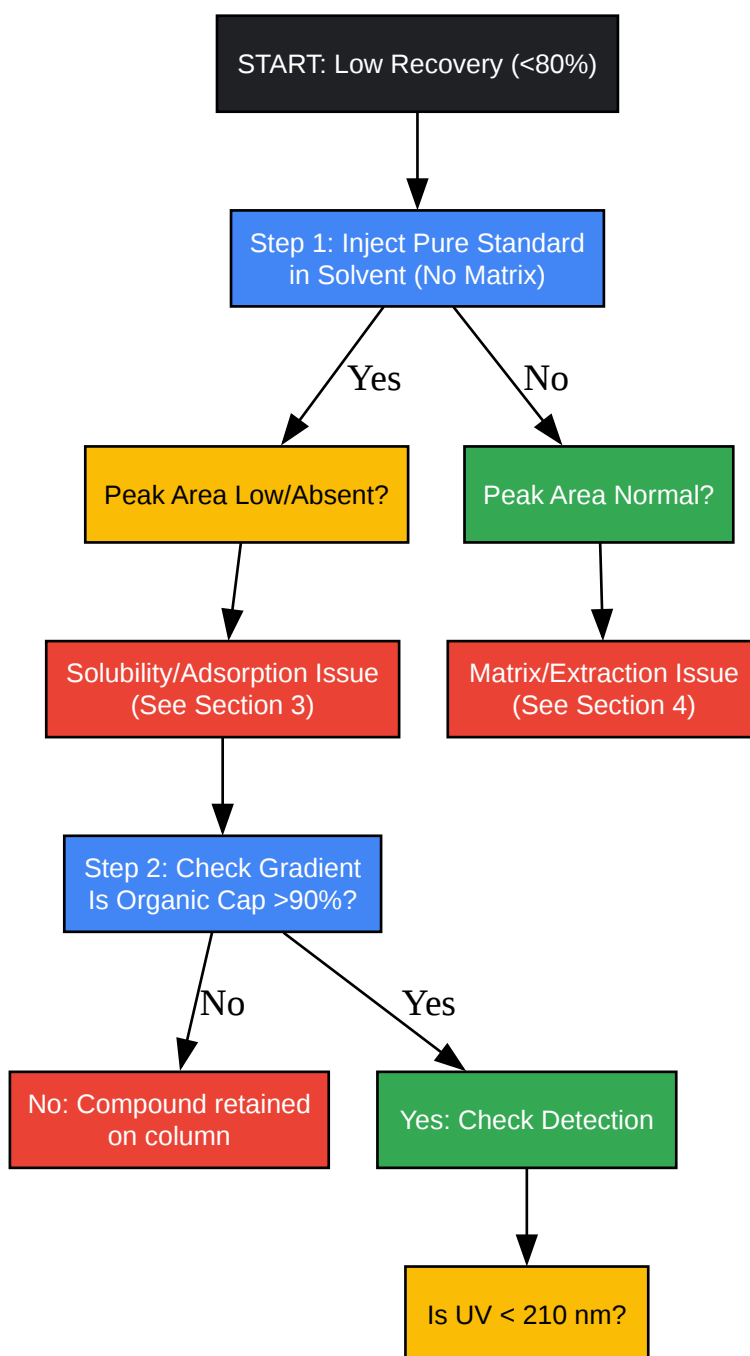 START: Low Recovery (<80%)
Step 1: Inject Pure Standard
in Solvent (No Matrix)
Yes
No
Peak Area Low/Absent?
Peak Area Normal?
Solubility/Adsorption Issue
(See Section 3)
Matrix/Extraction Issue
(See Section 4)
Step 2: Check Gradient
Is Organic Cap >90%?
No
Yes
No: Compound retained
on column
Yes: Check Detection
Is UV < 210 nm?